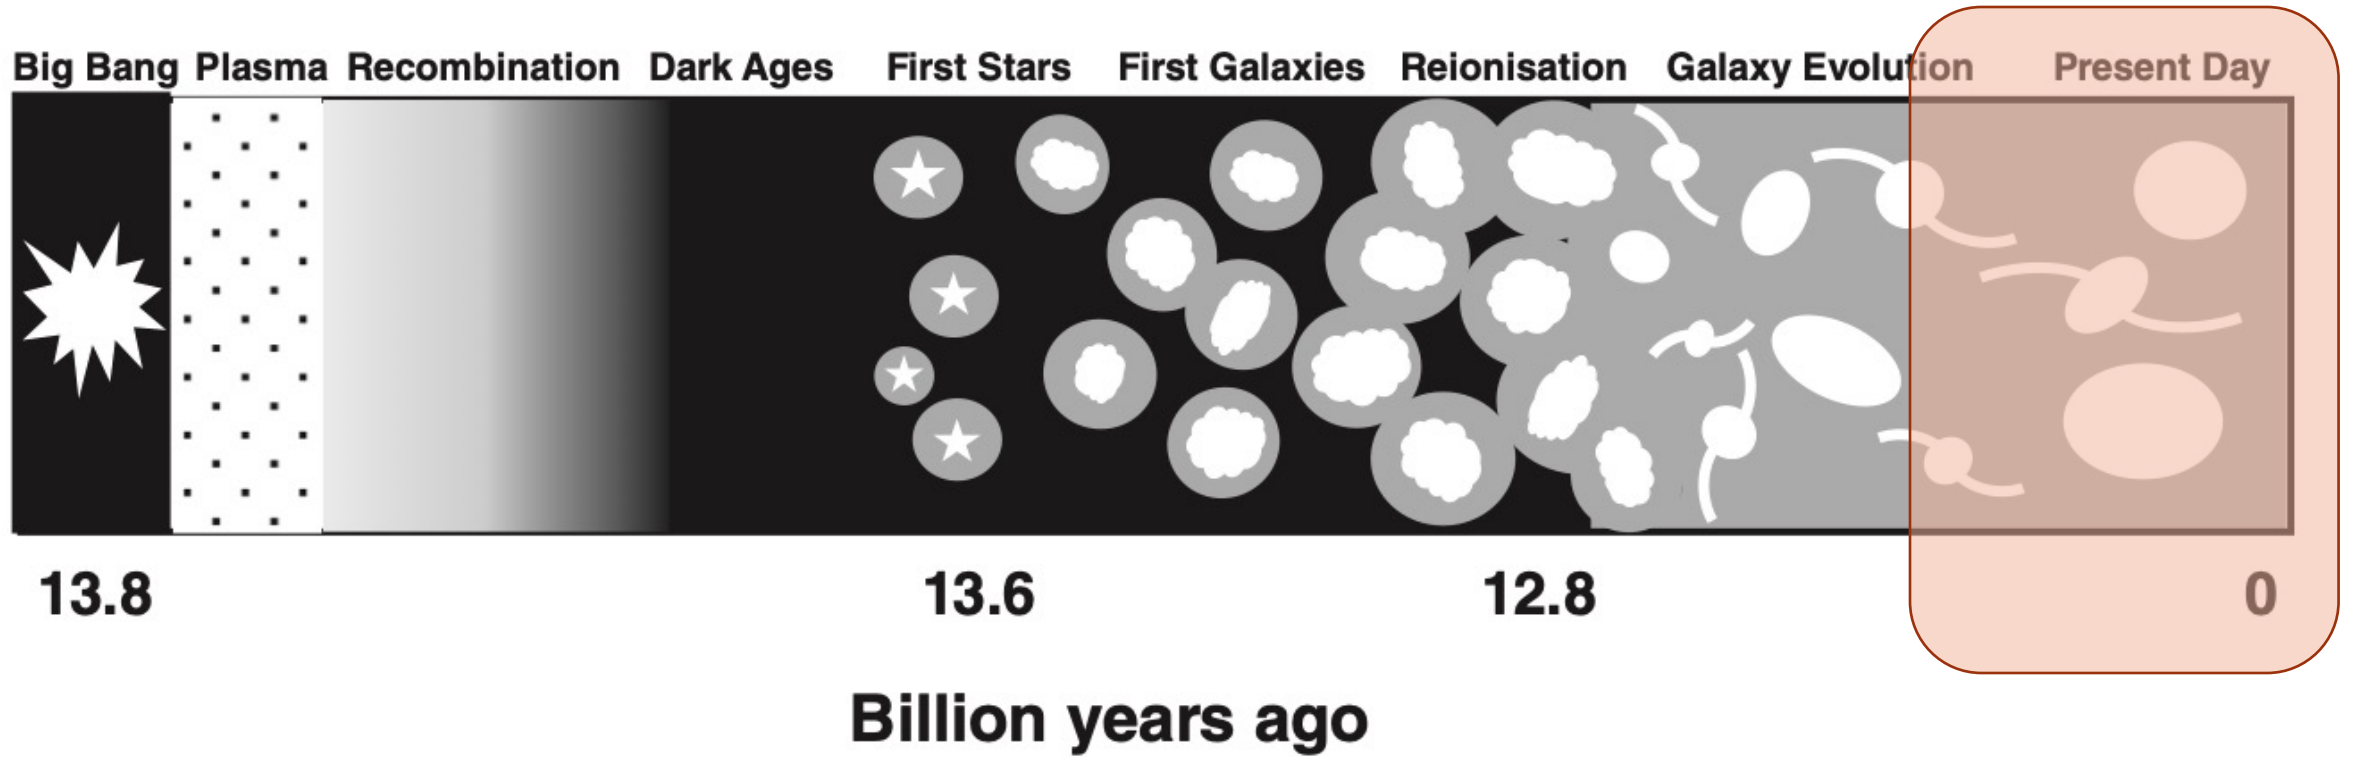 Big Bang Plasma Recombination Dark Ages First Stars First Galaxies Reionisation Galaxy Evolution Present Day
13.8 13.6 12.8 0
Billion years ago